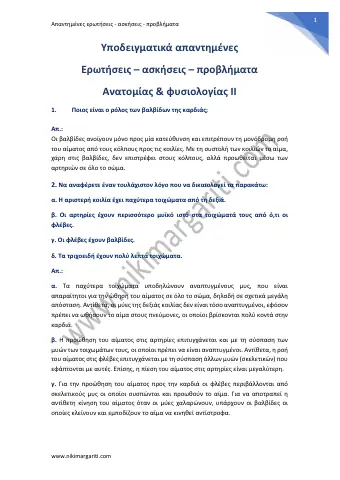 Απαντημένες ερωτήσεις - ασκήσεις - προβλήματα
1
Υποδειγματικά απαντημένες
Ερωτήσεις – ασκήσεις – προβλήματα
Ανατομίας & φυσιολογίας ΙΙ
1. Ποιος είναι ο ρόλος των βαλβίδων της καρδιάς;
Απ.:
Οι βαλβίδες ανοίγουν μόνο προς μία κατεύθυνση και επιτρέπουν τη μονόδρομη ροή
του αίματος από τους κόλπους προς τις κοιλίες. Με τη συστολή των κοιλιών το αίμα,
χάρη στις βαλβίδες, δεν επιστρέφει στους κόλπους, αλλά προωθείται μέσω των
αρτηριών σε όλο το σώμα.
2. Να αναφέρετε έναν τουλάχιστον λόγο που να δικαιολογεί τα παρακάτω:
α. Η αριστερή κοιλία έχει παχύτερα τοιχώματα από τη δεξιά.
β. Οι αρτηρίες έχουν περισσότερο μυϊκό ιστό στα τοιχώματά τους από ό,τι οι
φλέβες.
γ. Οι φλέβες έχουν βαλβίδες.
δ. Τα τριχοειδή έχουν πολύ λεπτά τοιχώματα.
Απ.:
α. Τα παχύτερα τοιχώματα υποδηλώνουν αναπτυγμένους μυς, που είναι
απαραίτητοι για την ώθηση του αίματος σε όλο το σώμα, δηλαδή σε σχετικά μεγάλη
απόσταση. Αντίθετα, οι μύες της δεξιάς κοιλίας δεν είναι τόσο αναπτυγμένοι, εφόσον
πρέπει να ωθήσουν το αίμα στους πνεύμονες, οι οποίοι βρίσκονται πολύ κοντά στην
καρδιά.
β. Η προώθηση του αίματος στις αρτηρίες επιτυγχάνεται και με τη σύσπαση των
μυών των τοιχωμάτων τους, οι οποίοι πρέπει να είναι αναπτυγμένοι. Αντίθετα, η ροή
του αίματος στις φλέβες επιτυγχάνεται με τη σύσπαση άλλων μυών (σκελετικών) που
εφάπτονται με αυτές. Επίσης, η πίεση του αίματος στις αρτηρίες είναι μεγαλύτερη.
γ. Για την προώθηση του αίματος προς την καρδιά οι φλέβες περιβάλλονται από
σκελετικούς μυς οι οποίοι συσπώνται και προωθούν το αίμα. Για να αποτραπεί η
αντίθετη κίνηση του αίματος όταν οι μύες χαλαρώνουν, υπάρχουν οι βαλβίδες οι
οποίες κλείνουν και εμποδίζουν το αίμα να κινηθεί αντίστροφα.
www.nikimargariti.com
www.nikimargariti.com